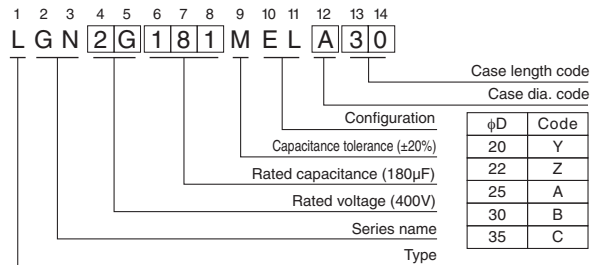 1 2 3 4 5 6 7 8 9 10 11 12 13 14
L G N 2 G 1 8 1 M E L A 3 0
Case length code
Case dia. code
Configuration
Capacitance tolerance (±20%)
Rated capacitance (180µF)
Rated voltage (400V)
Series name
Type
ϕD Code
20 Y
22 Z
25 A
30 B
35 C